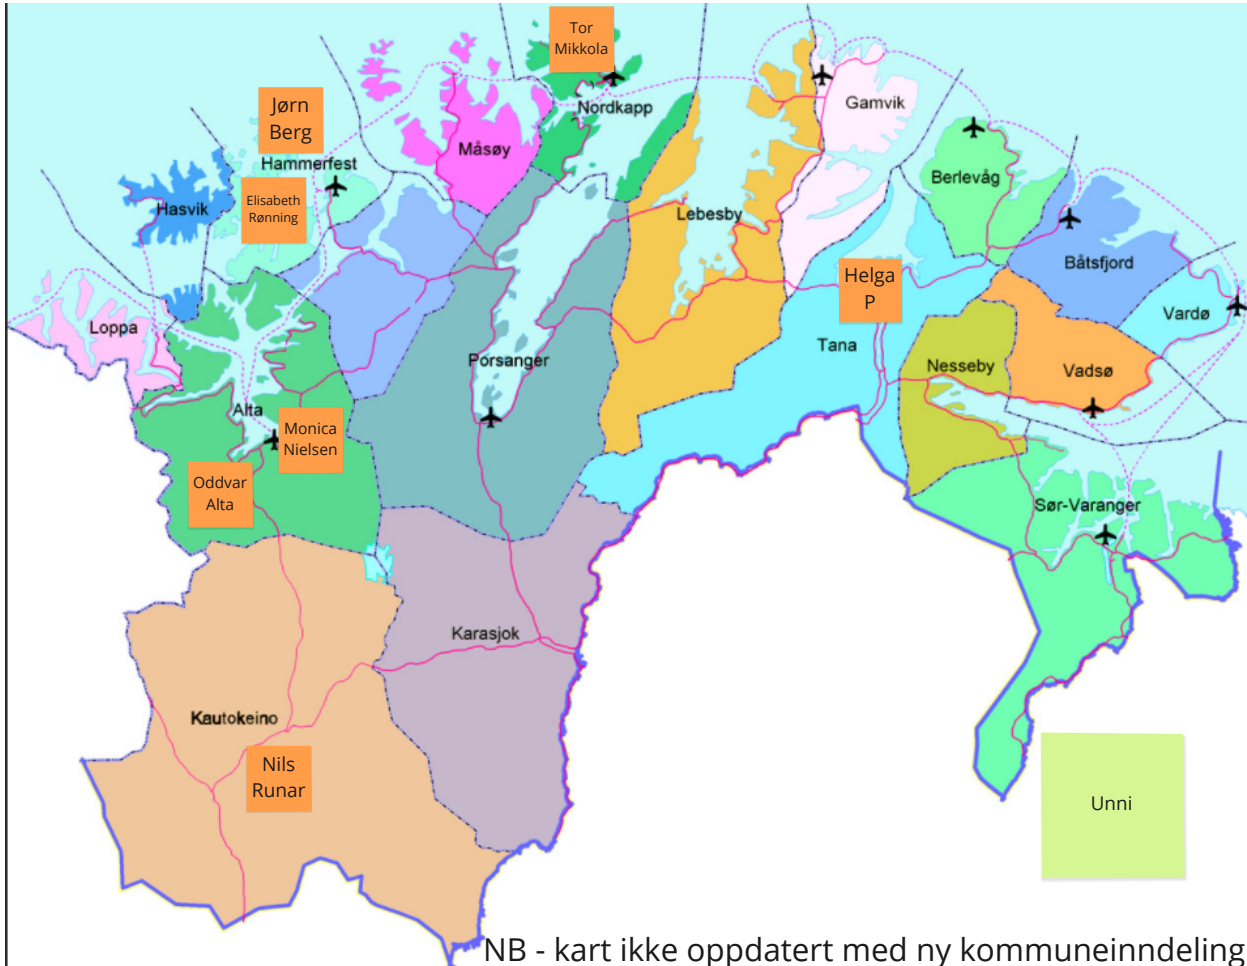 Tor
Mikkola
Nordkapp
Gamvik
Jørn
Berg
Måsøy
Hammerfest
Berlevåg
Hasvik
Elisabeth
Rønning
Lebesby
Båtsfjord
Helga
P
Vardø
Loppa
Tana
Porsanger
Nesseby
Vadsø
Alta
Monica
Nielsen
Oddvar
Alta
Sør-Varanger
Karasjok
Kautokeino
Nils
Runar
Unni
NB - kart ikke oppdatert med ny kommuneinndeling